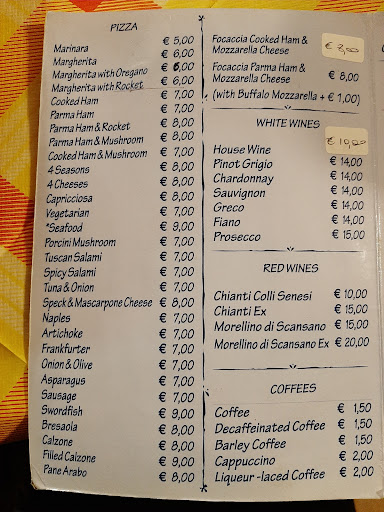 PIZZA
Marinara € 5,00
Margherita € 6,00
Margherita with Oregano € 6,00
Margherita with Rocket € 6,00
Cooked Ham € 7,00
Parma Ham € 8,00
Parma Ham & Rocket € 8,00
Parma Ham & Mushroom € 8,00
Cooked Ham & Mushroom € 7,00
4 Seasons € 8,00
4 Cheeses € 8,00
Capricciosa € 8,00
Vegetarian € 7,00
*Seafood € 9,00
Porcini Mushroom € 7,00
Tuscan Salami € 7,00
Spicy Salami € 7,00
Tuna & Onion € 7,00
Speck & Mascarpone Cheese € 8,00
Naples € 7,00
Artichoke € 7,00
Frankfurter € 7,00
Onion & Olive € 7,00
Asparagus € 7,00
Sausage € 7,00
Swordfish € 9,00
Bresaola € 8,00
Calzone € 8,00
Filled Calzone € 9,00
Pane Arabo € 8,00
Focaccia Cooked Ham &
Mozzarella Cheese €
Focaccia Parma Ham &
Mozzarella Cheese € 8,00
(with Buffalo Mozzarella + € 1,00)
WHITE WINES
House Wine € 10,00
Pinot Grigio € 14,00
Chardonnay € 14,00
Sauvignon € 14,00
Greco € 14,00
Fiano € 14,00
Prosecco € 15,00
RED WINES
Chianti Colli Senesi € 10,00
Chianti Ex € 15,00
Morellino di Scansano € 15,00
Morellino di Scansano Ex € 20,00
COFFEES
Coffee € 1,50
Decaffeinated Coffee € 1,50
Barley Coffee € 1,50
Cappuccino € 2,00
Liqueur -laced Coffee € 2,00